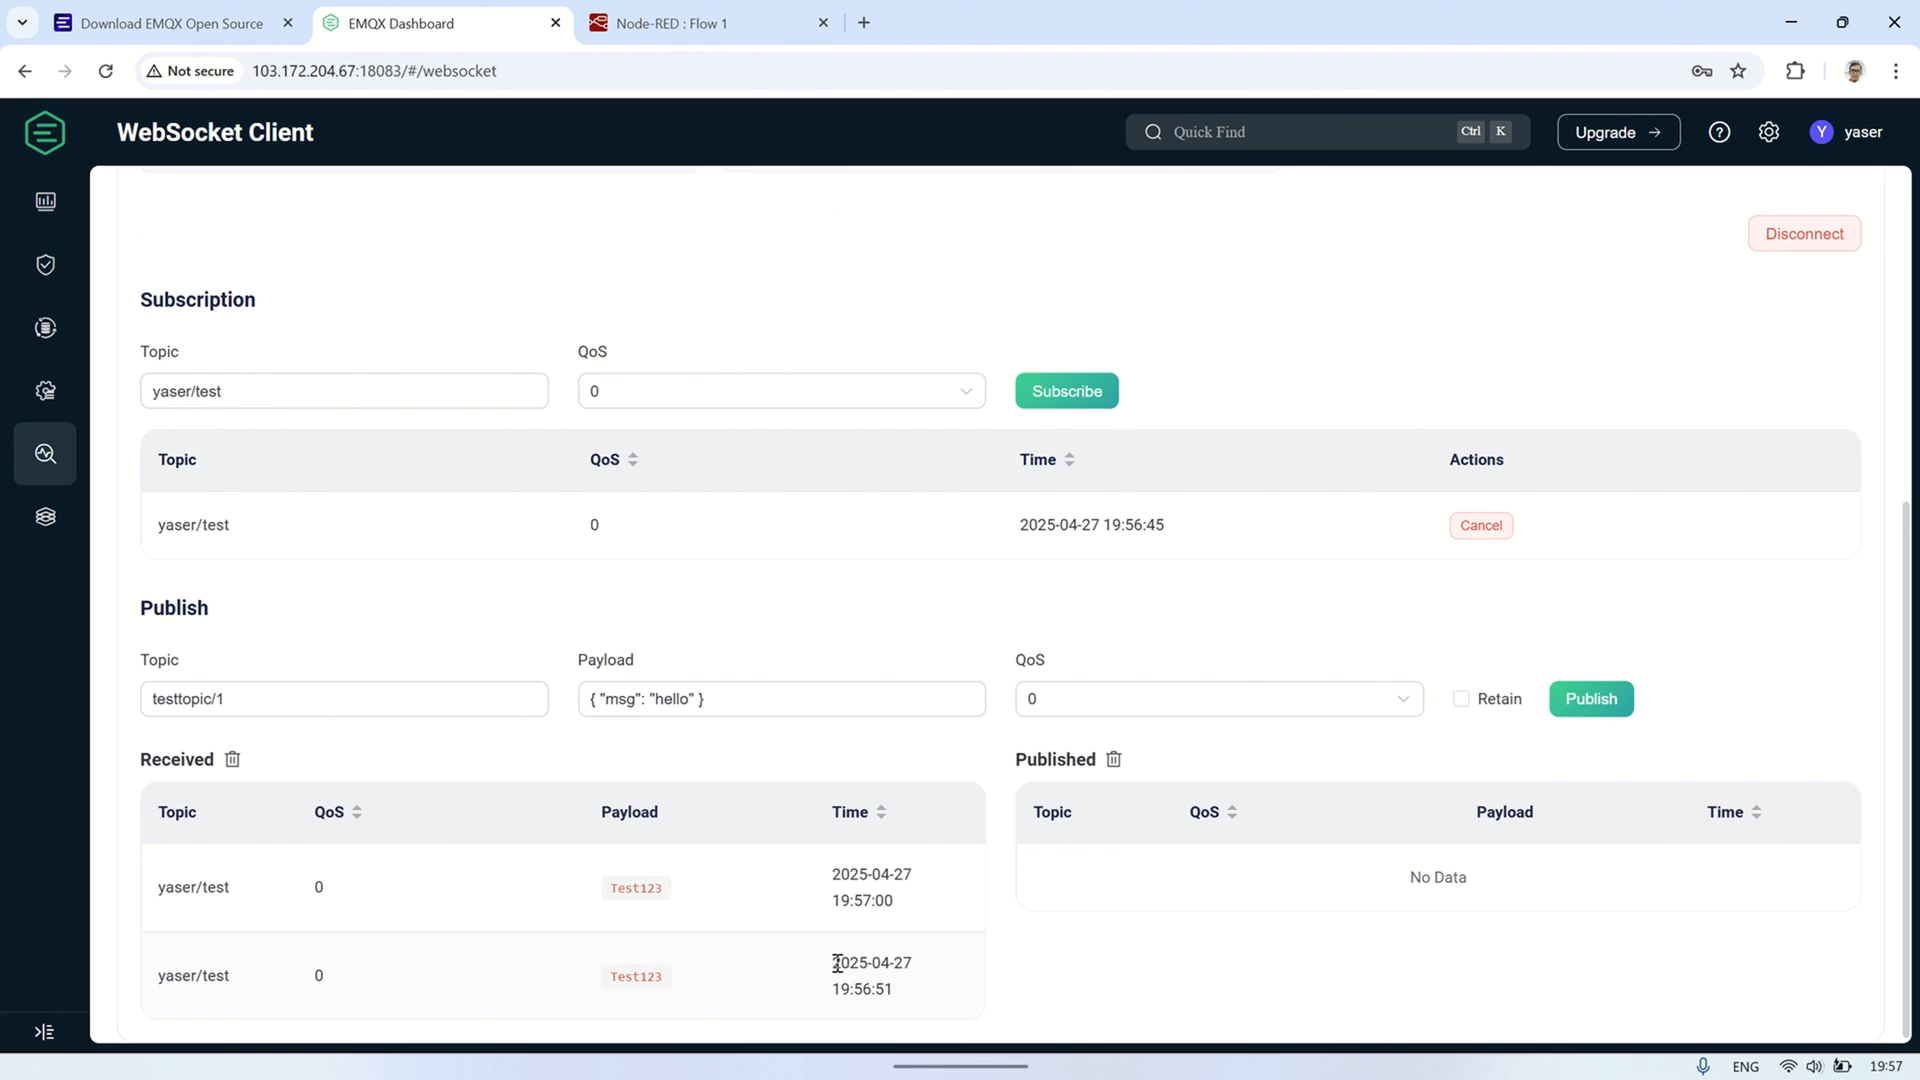 Download EMQX Open Source
EMQX Dashboard
Node-RED : Flow 1
Not secure
103.172.204.67:18083/#/websocket
WebSocket Client
Quick Find
Ctrl K
Upgrade →
Y yaser
Disconnect
Subscription
Topic
QoS
yaser/test
0
Subscribe
Topic QoS Time Actions
yaser/test 0 2025-04-27 19:56:45 Cancel
Publish
Topic
Payload
QoS
testtopic/1
{ "msg": "hello" }
0
Retain
Publish
Received
Topic QoS Payload Time
yaser/test 0 Test123 2025-04-27
19:57:00
yaser/test 0 Test123 2025-04-27
19:56:51
Published
Topic QoS Payload Time
No Data
ENG
19:57